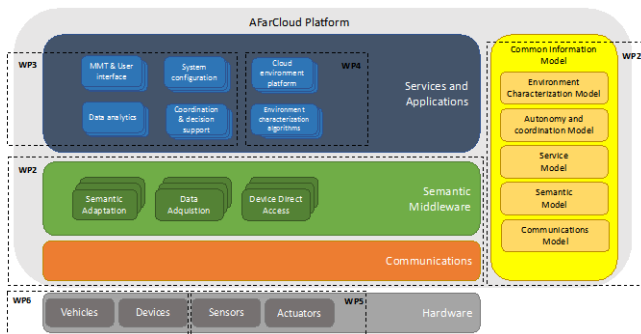 AFarCloud Platform
WP3
MMT & User
interface
System
configuration
Data analytics
Coordination
& decision
support
Cloud
environment
platform
WP4
Environment
characterization
algorithms
Services and
Applications
WP2
Common Information
Model
Environment
Characterization Model
Autonomy and
coordination Model
Service
Model
Semantic
Model
Communications
Model
WP2
Semantic
Adaptation
Data
Adquistion
Device Direct
Access
Semantic
Middleware
Communications
WP6
Vehicles
Devices
Sensors
Actuators
WP5
Hardware